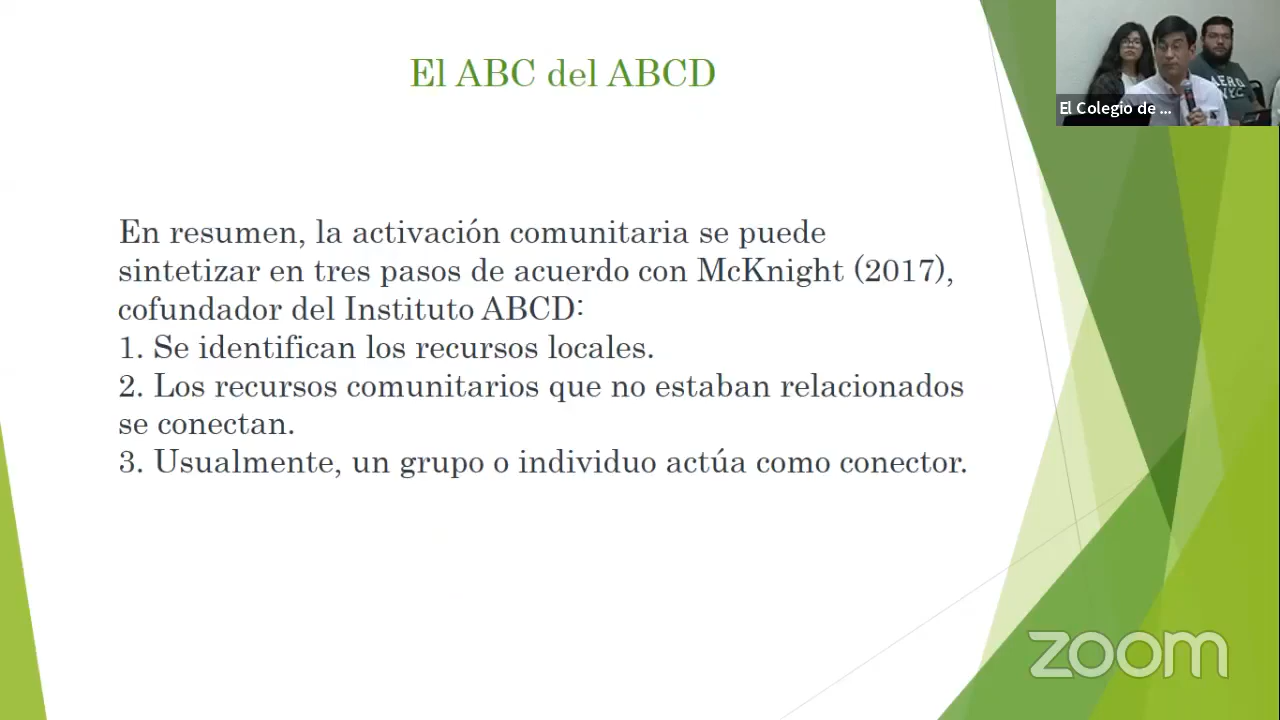 El ABC del ABCD
El Colegio de ...
AERO
NYC
En resumen, la activación comunitaria se puede
sintetizar en tres pasos de acuerdo con McKnight (2017),
cofundador del Instituto ABCD:
1. Se identifican los recursos locales.
2. Los recursos comunitarios que no estaban relacionados
se conectan.
3. Usualmente, un grupo o individuo actúa como conector.
zoom